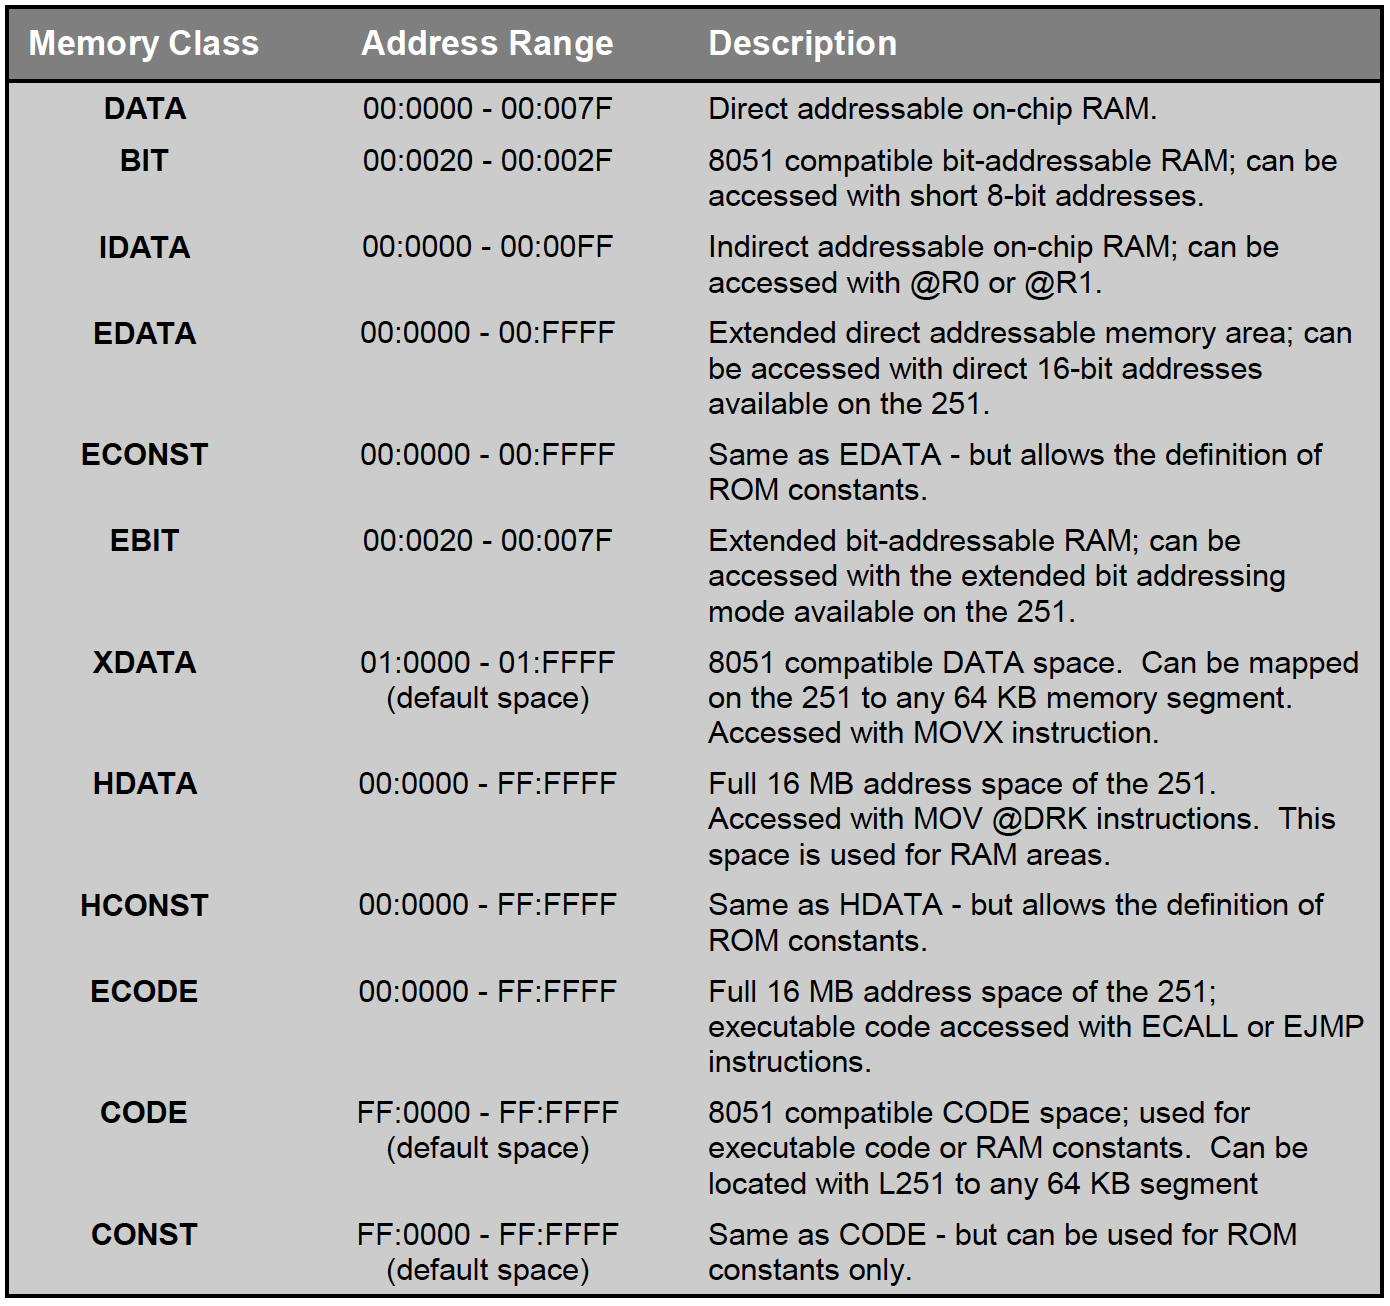 Memory Class Address Range Description
DATA 00:0000 - 00:007F Direct addressable on-chip RAM.
BIT 00:0020 - 00:002F 8051 compatible bit-addressable RAM; can be
accessed with short 8-bit addresses.
IDATA 00:0000 - 00:00FF Indirect addressable on-chip RAM; can be
accessed with @R0 or @R1.
EDATA 00:0000 - 00:FFFF Extended direct addressable memory area; can
be accessed with direct 16-bit addresses
available on the 251.
ECONST 00:0000 - 00:FFFF Same as EDATA - but allows the definition of
ROM constants.
EBIT 00:0020 - 00:007F Extended bit-addressable RAM; can be
accessed with the extended bit addressing
mode available on the 251.
XDATA 01:0000 - 01:FFFF 8051 compatible DATA space. Can be mapped
(default space) on the 251 to any 64 KB memory segment.
Accessed with MOVX instruction.
HDATA 00:0000 - FF:FFFF Full 16 MB address space of the 251.
Accessed with MOV @DRK instructions. This
space is used for RAM areas.
HCONST 00:0000 - FF:FFFF Same as HDATA - but allows the definition of
ROM constants.
ECODE 00:0000 - FF:FFFF Full 16 MB address space of the 251;
executable code accessed with ECALL or EJMP
instructions.
CODE FF:0000 - FF:FFFF 8051 compatible CODE space; used for
(default space) executable code or RAM constants. Can be
located with L251 to any 64 KB segment
CONST FF:0000 - FF:FFFF Same as CODE - but can be used for ROM
(default space) constants only.